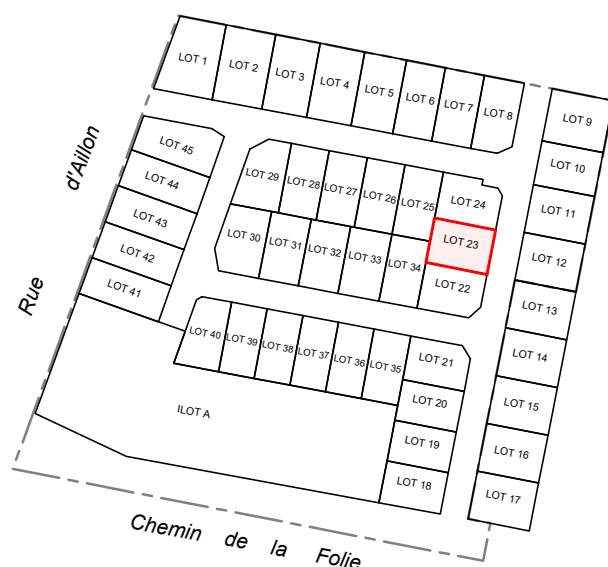 LOT 1
LOT 2
LOT 3
LOT 4
LOT 5
LOT 6
LOT 7
LOT 8
LOT 9
LOT 10
LOT 11
LOT 12
LOT 13
LOT 14
LOT 15
LOT 16
LOT 17
LOT 45
LOT 44
LOT 43
LOT 42
LOT 41
LOT 29
LOT 28
LOT 27
LOT 26
LOT 25
LOT 24
LOT 23
LOT 22
LOT 30
LOT 31
LOT 32
LOT 33
LOT 34
LOT 40
LOT 39
LOT 38
LOT 37
LOT 36
LOT 35
LOT 21
LOT 20
LOT 19
LOT 18
ILOT A
Rue d'Aillon
Chemin de la Folie